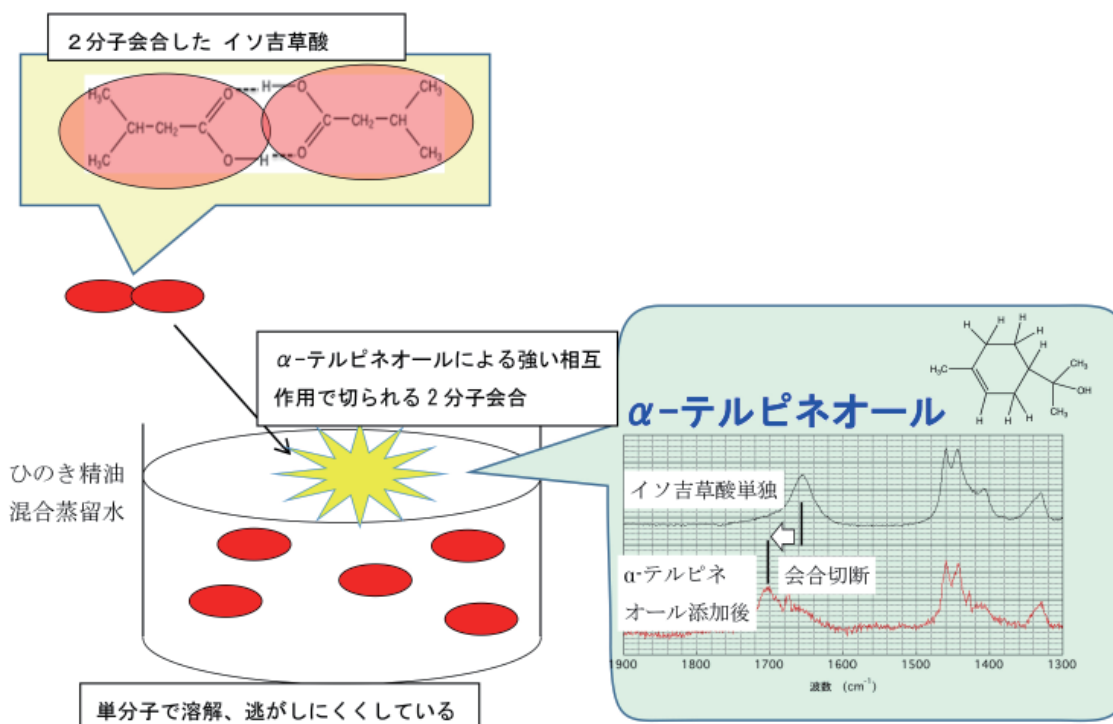 ２分子会合した イソ吉草酸
H₃C
CH—CH₂—C
H₃C
O
O—H
H—O
O
C—CH₂—CH
CH₃
CH₃
α-テルピネオールによる強い相互
作用で切られる２分子会合
ひのき精油
混合蒸留水
単分子で溶解、逃がしにくくしている
H
H
H
H
H
H₃C
CH₃
OH
CH₃
H
H
H
α-テルピネオール
イソ吉草酸単独
会合切断
α-テルピネ
オール添加後
1900 1800 1700 1600 1500 1400 1300
波数 (cm⁻¹)